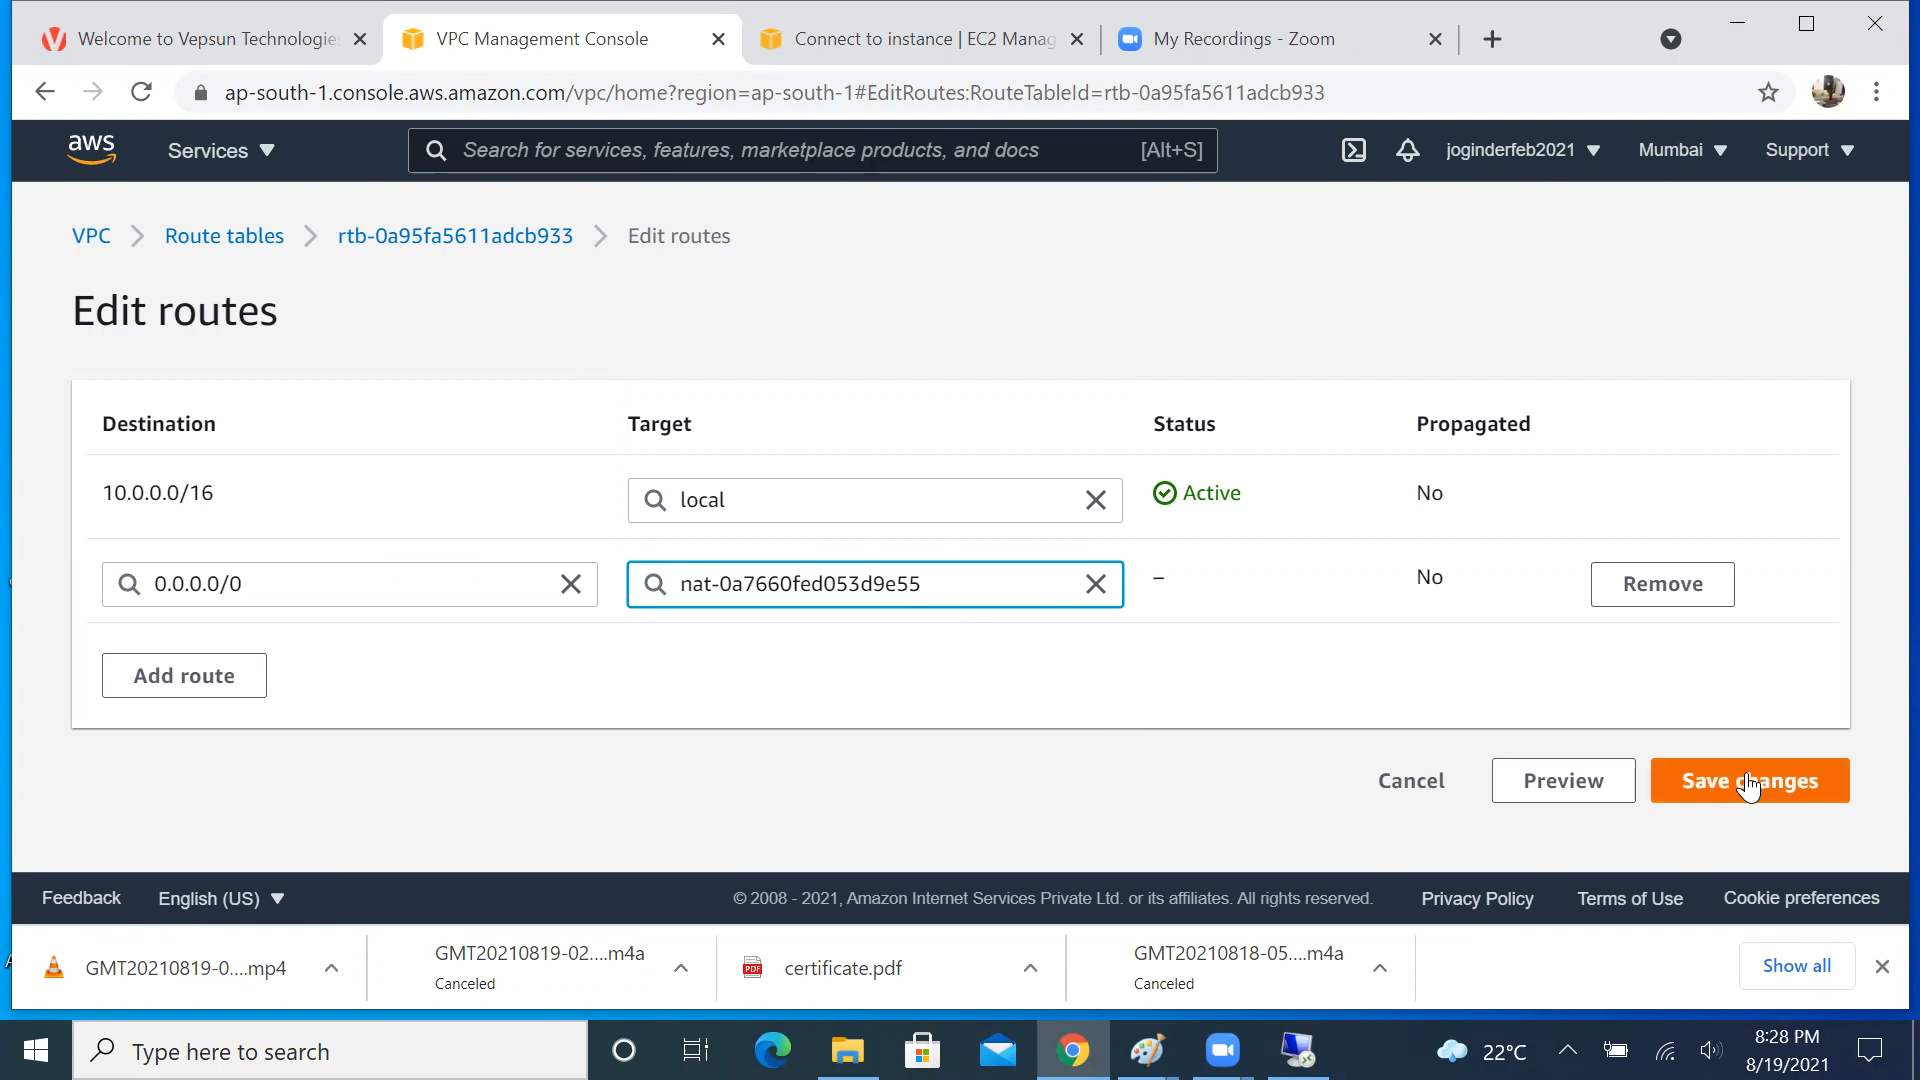 Welcome to Vepsun Technologie
VPC Management Console
Connect to instance | EC2 Manag
My Recordings - Zoom
ap-south-1.console.aws.amazon.com/vpc/home?region=ap-south-1#EditRoutes:RouteTableId=rtb-0a95fa5611adcb933
aws
Services
Search for services, features, marketplace products, and docs
[Alt+S]
joginderfeb2021
Mumbai
Support
VPC
Route tables
rtb-0a95fa5611adcb933
Edit routes
Edit routes
Destination
Target
Status
Propagated
10.0.0.0/16
local
Active
No
0.0.0.0/0
nat-0a7660fed053d9e55
–
No
Remove
Add route
Cancel
Preview
Save changes
Feedback
English (US)
© 2008 - 2021, Amazon Internet Services Private Ltd. or its affiliates. All rights reserved.
Privacy Policy
Terms of Use
Cookie preferences
GMT20210819-0....mp4
GMT20210819-02....m4a
Canceled
PDF
certificate.pdf
GMT20210818-05....m4a
Canceled
Show all
Type here to search
22°C
8:28 PM
8/19/2021